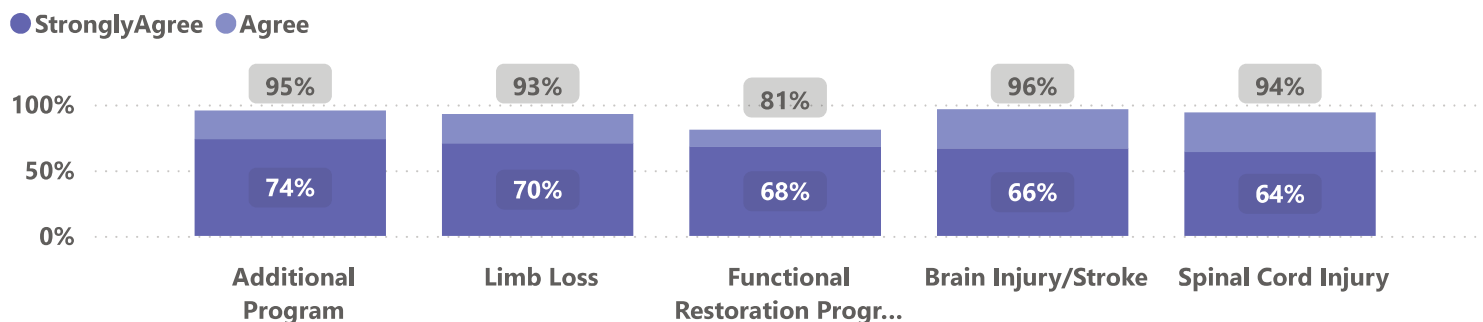 StronglyAgree Agree
95% 93% 81% 96% 94%
100%
50%
74% 70% 68% 66% 64%
0%
Additional Program
Limb Loss
Functional Restoration Progr...
Brain Injury/Stroke
Spinal Cord Injury